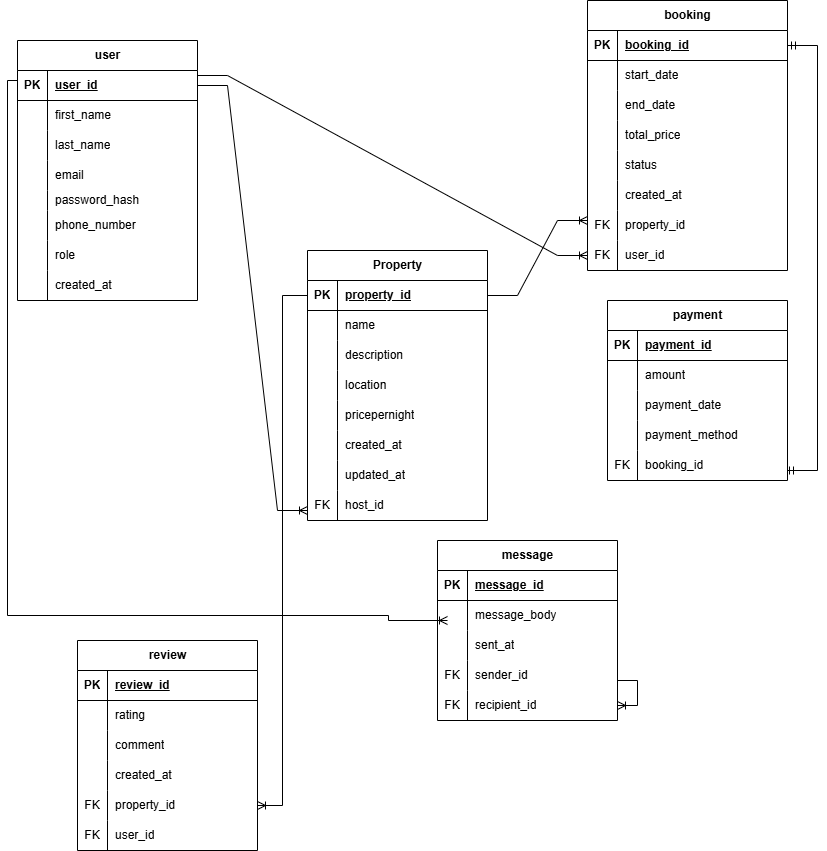 user
PK user_id
first_name
last_name
email
password_hash
phone_number
role
created_at
booking
PK booking_id
start_date
end_date
total_price
status
created_at
FK property_id
FK user_id
Property
PK property_id
name
description
location
pricepernight
created_at
updated_at
FK host_id
payment
PK payment_id
amount
payment_date
payment_method
FK booking_id
message
PK message_id
message_body
sent_at
FK sender_id
FK recipient_id
review
PK review_id
rating
comment
created_at
FK property_id
FK user_id